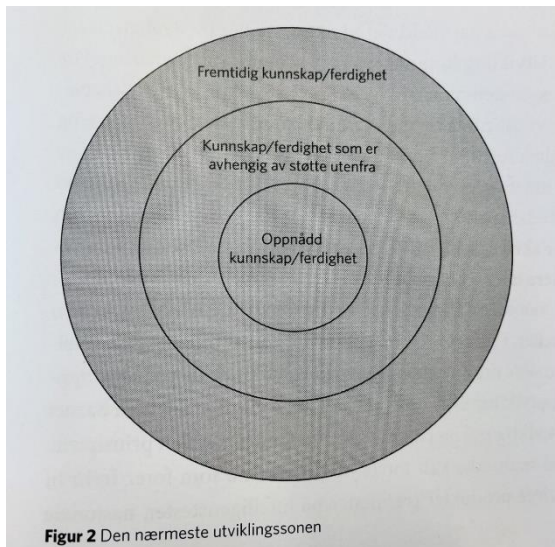 Fremtidig kunnskap/ferdighet
Kunnskap/ferdighet som er
avhengig av støtte utenfra
Oppnådd
kunnskap/ferdighet
Figur 2 Den nærmeste utviklingssonen